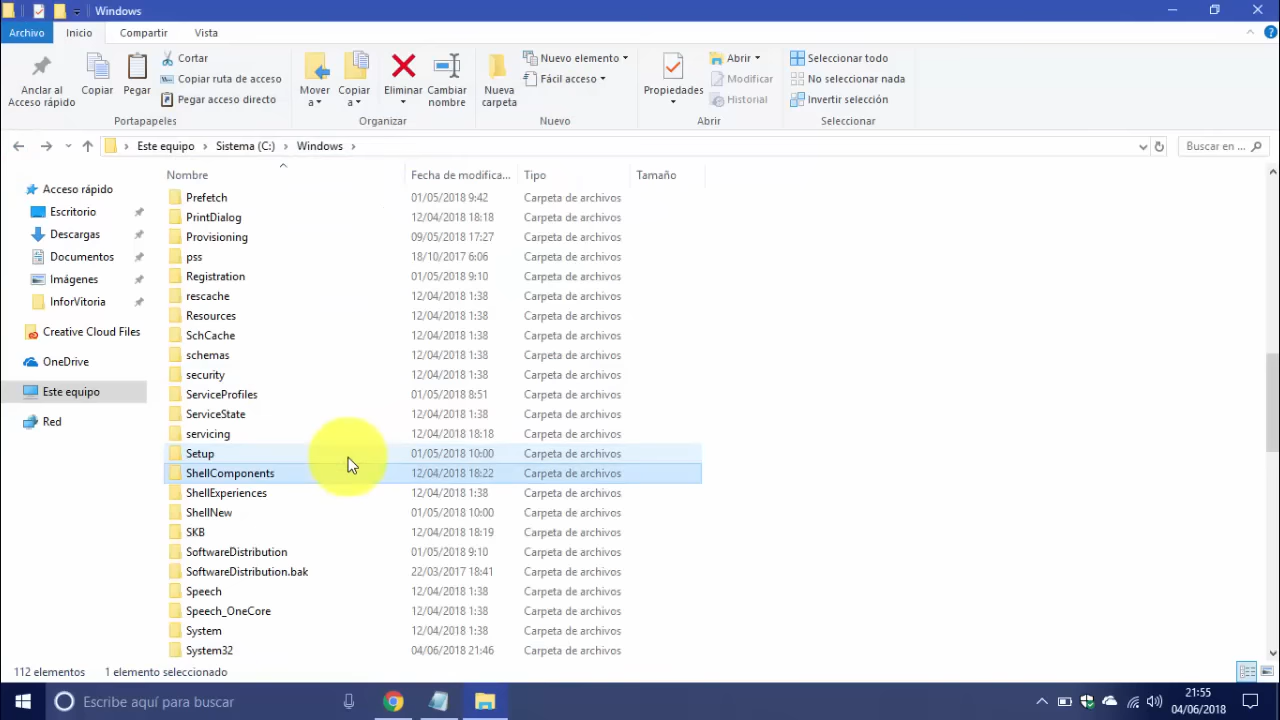 Windows
Archivo Inicio Compartir Vista
Anclar al Acceso rápido
Copiar
Pegar
Cortar
Copiar ruta de acceso
Pegar acceso directo
Portapapeles
Mover a
Copiar a
Eliminar
Cambiar nombre
Organizar
Nueva carpeta
Nuevo elemento
Fácil acceso
Nuevo
Propiedades
Abrir
Modificar
Historial
Abrir
Seleccionar todo
No seleccionar nada
Invertir selección
Seleccionar
Este equipo > Sistema (C:) > Windows >
Buscar en ...
Acceso rápido
Escritorio
Descargas
Documentos
Imágenes
InforVitoria
Creative Cloud Files
OneDrive
Este equipo
Red
Nombre Fecha de modifica... Tipo Tamaño
Prefetch 01/05/2018 9:42 Carpeta de archivos
PrintDialog 12/04/2018 18:18 Carpeta de archivos
Provisioning 09/05/2018 17:27 Carpeta de archivos
pss 18/10/2017 6:06 Carpeta de archivos
Registration 01/05/2018 9:10 Carpeta de archivos
rescache 12/04/2018 1:38 Carpeta de archivos
Resources 12/04/2018 1:38 Carpeta de archivos
SchCache 12/04/2018 1:38 Carpeta de archivos
schemas 12/04/2018 1:38 Carpeta de archivos
security 12/04/2018 1:38 Carpeta de archivos
ServiceProfiles 01/05/2018 8:51 Carpeta de archivos
ServiceState 12/04/2018 1:38 Carpeta de archivos
servicing 12/04/2018 18:18 Carpeta de archivos
Setup 01/05/2018 10:00 Carpeta de archivos
ShellComponents 12/04/2018 18:22 Carpeta de archivos
ShellExperiences 12/04/2018 1:38 Carpeta de archivos
ShellNew 01/05/2018 10:00 Carpeta de archivos
SKB 12/04/2018 18:19 Carpeta de archivos
SoftwareDistribution 01/05/2018 9:10 Carpeta de archivos
SoftwareDistribution.bak 22/03/2017 18:41 Carpeta de archivos
Speech 12/04/2018 1:38 Carpeta de archivos
Speech_OneCore 12/04/2018 1:38 Carpeta de archivos
System 12/04/2018 1:38 Carpeta de archivos
System32 04/06/2018 21:46 Carpeta de archivos
112 elementos 1 elemento seleccionado
Escribe aquí para buscar
21:55
04/06/2018